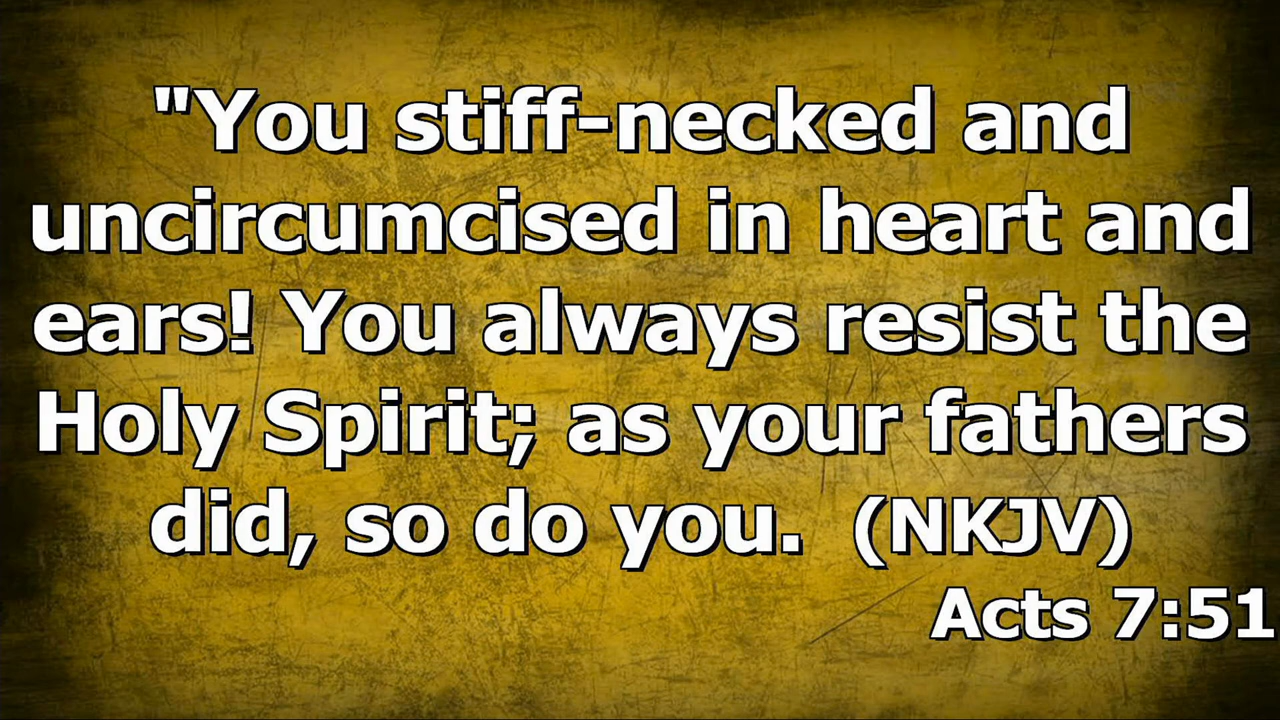 "You stiff-necked and
uncircumcised in heart and
ears! You always resist the
Holy Spirit; as your fathers
did, so do you.  (NKJV)
Acts 7:51